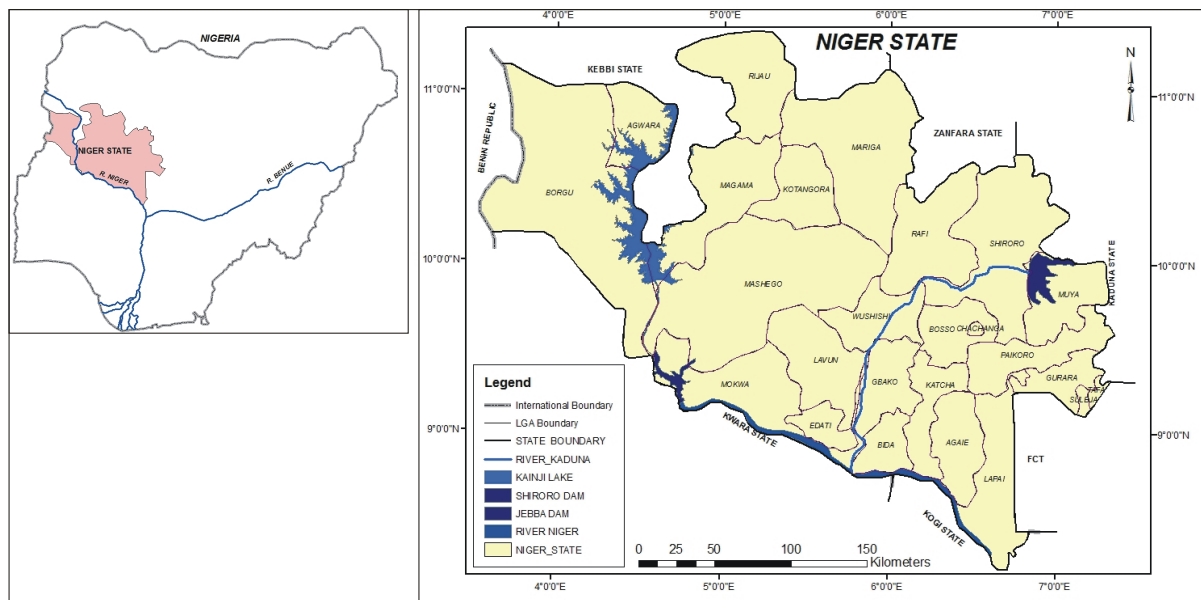 NIGERIA
NIGER STATE
R. NIGER
R. BENUE
4°0'0"E
5°0'0"E
6°0'0"E
7°0'0"E
NIGER STATE
N
11°0'0"N
11°0'0"N
KEBBI STATE
RIJAU
BENIN REPUBLIC
AGWARA
ZANFARA STATE
MARIGA
MAGAMA
KOTANGORA
BORGU
RAFI
SHIRORO
10°0'0"N
10°0'0"N
KADUNA STATE
MASHEGO
MUYA
WUSHISHI
BOSSO
CHACHANGA
LAVUN
PAIKORO
GURARA
TAFA
SULEJA
MOKWA
GBAKO
KATCHA
KWARA STATE
EDATI
BIDA
AGAIE
9°0'0"N
9°0'0"N
FCT
LAPAI
KOGI STATE
Legend
International Boundary
LGA Boundary
STATE BOUNDARY
RIVER_KADUNA
KAINJI LAKE
SHIRORO DAM
JEBBA DAM
RIVER NIGER
NIGER_STATE
0 25 50 100 150
Kilometers
4°0'0"E
5°0'0"E
6°0'0"E
7°0'0"E